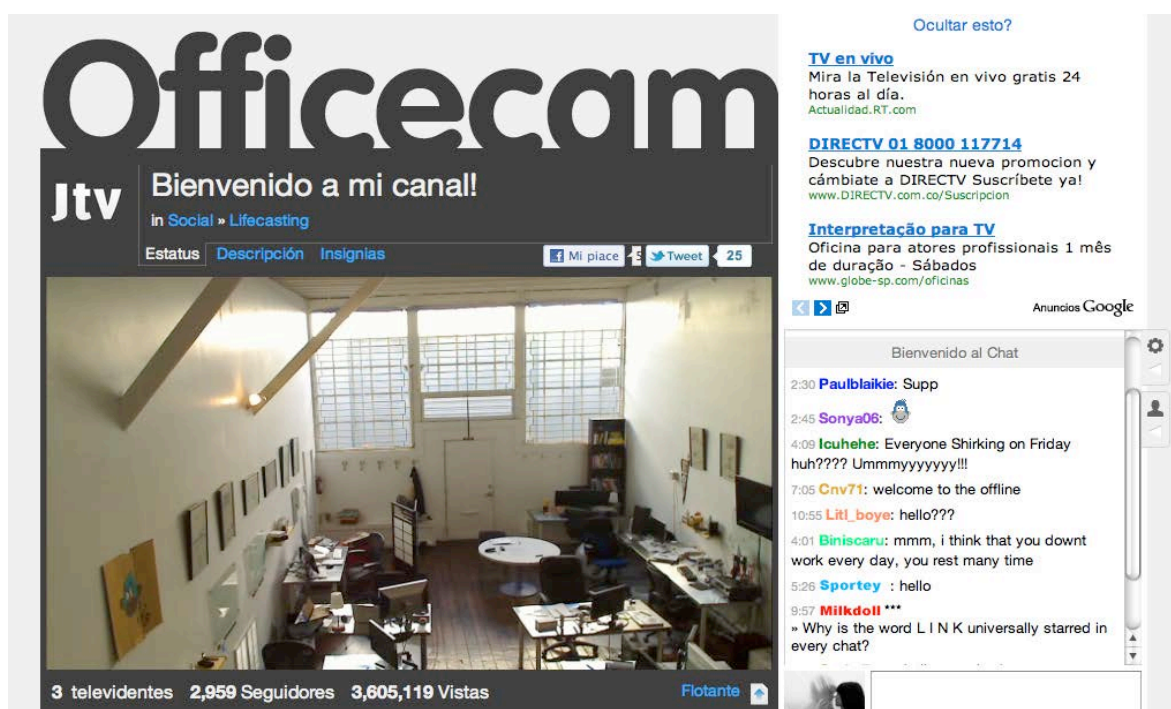 Officecam
Jtv
Bienvenido a mi canal!
in Social » Lifecasting
Estatus Descripción Insignias
Mi piace 5 Tweet 25
3 televidentes 2,959 Seguidores 3,605,119 Vistas
Flotante
Ocultar esto?
TV en vivo
Mira la Televisión en vivo gratis 24
horas al día.
Actualidad.RT.com
DIRECTV 01 8000 117714
Descubre nuestra nueva promocion y
cámbiate a DIRECTV Suscríbete ya!
www.DIRECTV.com.co/Suscripcion
Interpretação para TV
Oficina para atores profissionais 1 mês
de duração - Sábados
www.globe-sp.com/oficinas
Anuncios Google
Bienvenido al Chat
2:30 Paulblaikie: Supp
2:45 Sonya06:
4:09 Icuhehe: Everyone Shirking on Friday
huh???? Ummmyyyyyyy!!!
7:05 Cnv71: welcome to the offline
10:55 Litl_boye: hello???
4:01 Biniscaru: mmm, i think that you downt
work every day, you rest many time
5:26 Sportey : hello
9:57 Milkdoll ***
» Why is the word L I N K universally starred in
every chat?